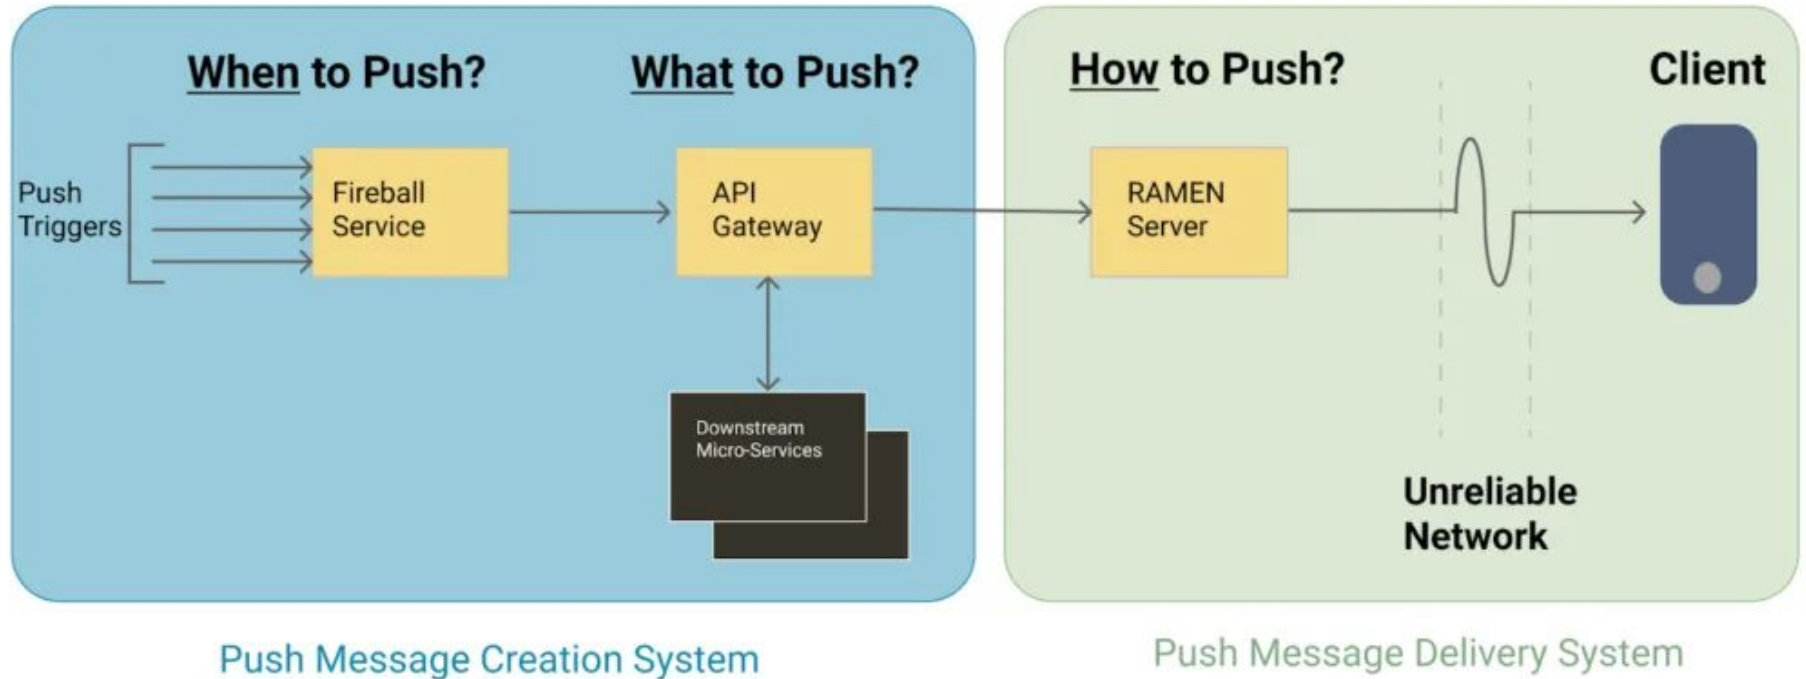 When to Push?
What to Push?
How to Push?
Client
Push
Triggers
Fireball
Service
API
Gateway
RAMEN
Server
Downstream
Micro-Services
Unreliable
Network
Push Message Creation System
Push Message Delivery System